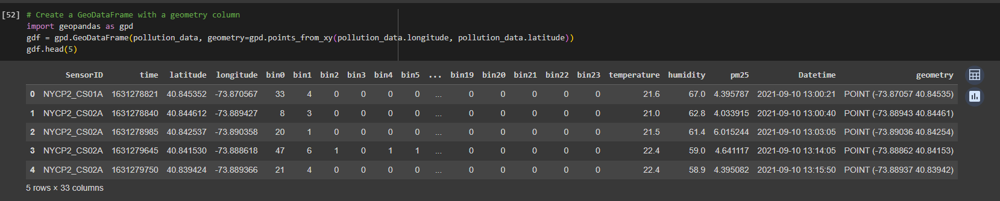 [52] # Create a GeoDataFrame with a geometry column
import geopandas as gpd
gdf = gpd.GeoDataFrame(pollution_data, geometry=gpd.points_from_xy(pollution_data.longitude, pollution_data.latitude))
gdf.head(5)
SensorID time latitude longitude bin0 bin1 bin2 bin3 bin4 bin5 ... bin19 bin20 bin21 bin22 bin23 temperature humidity pm25 Datetime geometry
0 NYCP2_CS01A 1631278821 40.845352 -73.870567 33 4 0 0 0 0 ... 0 0 0 0 0 21.6 67.0 4.395787 2021-09-10 13:00:21 POINT (-73.87057 40.84535)
1 NYCP2_CS02A 1631278840 40.844612 -73.889427 8 3 0 0 0 0 ... 0 0 0 0 0 21.0 62.8 4.033915 2021-09-10 13:00:40 POINT (-73.88943 40.84461)
2 NYCP2_CS02A 1631278985 40.842537 -73.890358 20 1 0 0 0 0 ... 0 0 0 0 0 21.5 61.4 6.015244 2021-09-10 13:03:05 POINT (-73.89036 40.84254)
3 NYCP2_CS02A 1631279645 40.841530 -73.888618 47 6 1 0 1 1 ... 0 0 0 0 0 22.4 59.0 4.641117 2021-09-10 13:14:05 POINT (-73.88862 40.84153)
4 NYCP2_CS02A 1631279750 40.839424 -73.889366 21 4 0 0 0 0 ... 0 0 0 0 0 22.4 58.9 4.395082 2021-09-10 13:15:50 POINT (-73.88937 40.83942)
5 rows × 33 columns